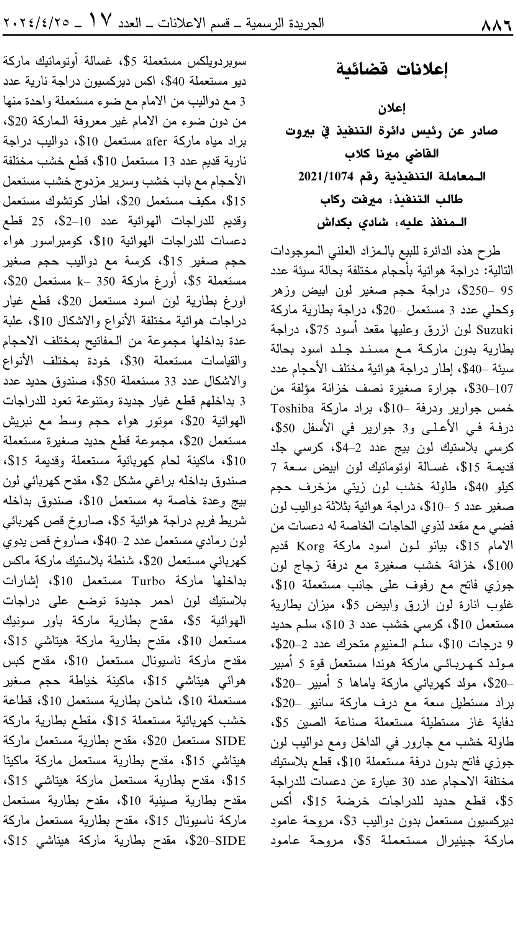 ٨٨٦
الجريدة الرسمية ــ قسم الاعلانات ــ العدد ١٧ ــ ٢٠٢٤/٤/٢٥
إعلانات قضائية
إعلان
صادر عن رئيس دائرة التنفيذ في بيروت
القاضي ميرنا كلاب
المعاملة التنفيذية رقم 2021/1074
طالب التنفيذ: ميرفت ركاب
المنفذ عليه: شادي بكداش
طرح هذه الدائرة للبيع بالمزاد العلني الموجودات
التالية: دراجة هوائية بأحجام مختلفة بحالة سيئة عدد
95 –250$، دراجة حجم صغير لون ابيض وزهر
وكحلي عدد 3 مستعمل –20$، دراجة بطارية ماركة
Suzuki لون ازرق وعليها مقعد أسود 75$، دراجة
بطارية بدون ماركة مع مسند جلد اسود بحالة
سيئة –40$، إطار دراجة هوائية مختلف الأحجام عدد
107–30$، جرارة صغيرة نصف خزانة مؤلفة من
خمس جوارير ودرفة –10$، براد ماركة Toshiba
درفة في الأعلى و3 جوارير في الأسفل 50$،
كرسي بلاستيك لون بيج عدد 2–4$، كرسي جلد
قديمة 15$، غسالة أوتوماتيك لون ابيض سعة 7
كيلو 40$، طاولة خشب لون زيتي مزخرف حجم
صغير عدد 5 –10$، دراجة هوائية بثلاثة دواليب لون
فضي مع مقعد لذوي الحاجات الخاصة له دعسات من
الامام 15$، بيانو لون اسود ماركة Korg قديم
100$، خزانة خشب صغيرة مع درفة زجاج لون
جوزي فاتح مع رفوف على جانب مستعملة 10$،
غلوب انارة لون ازرق وابيض 5$، ميزان بطارية
مستعمل 10$، كرسي خشب عدد 3 10$، سلم حديد
9 درجات 10$، سلم المنيوم متحرك عدد 2–20$،
مولد كهربائي ماركة هوندا مستعمل قوة 5 أمبير
–20$، مولد كهربائي ماركة ياماها 5 أمبير –20$،
براد مستطيل سعة مع درف ماركة سانيو –20$،
دفاية غاز مستطيلة مستعملة صناعة الصين 5$،
طاولة خشب مع جارور في الداخل ومع دواليب لون
جوزي فاتح بدون درفة مستعملة 10$، قطع بلاستيك
مختلفة الاحجام عدد 30 عبارة عن دعسات للدراجة
5$، قطع حديد للدراجات خرضة 15$، أكس
ديركسيون مستعمل بدون دواليب 3$، مروحة عامود
ماركة جينيرال مستعملة 5$، مروحة عامود
سوبردويلكس مستعملة 5$، غسالة أوتوماتيك ماركة
ديو مستعملة 40$، اكس ديركسيون دراجة نارية عدد
3 مع دواليب من الامام مع ضوء مستعملة واحدة منها
من دون ضوء من الامام غير معروفة الماركة 20$،
براد مياه ماركة afer مستعمل 10$، دواليب دراجة
نارية قديم عدد 13 مستعمل 10$، قطع خشب مختلفة
الأحجام مع باب خشب وسرير مزدوج خشب مستعمل
15$، مكيف مستعمل 20$، اطار كوتشوك مستعمل
وقديم للدراجات الهوائية عدد 10–2$، 25 قطع
دعسات للدراجات الهوائية 10$، كومبراسور هواء
حجم صغير 15$، كرسة مع دواليب حجم صغير
مستعملة 5$، أورغ ماركة k– 350 مستعمل 20$،
اورغ بطارية لون اسود مستعمل 20$، قطع غيار
دراجات هوائية مختلفة الأنواع والاشكال 10$، علبة
عدة بداخلها مجموعة من المفاتيح بمختلف الاحجام
والقياسات مستعملة 30$، خودة بمختلف الأنواع
والاشكال عدد 33 مستعملة 50$، صندوق حديد عدد
3 بداخلهم قطع غيار جديدة ومتنوعة تعود للدراجات
الهوائية 20$، موتور هواء حجم وسط مع نبريش
مستعمل 20$، مجموعة قطع حديد صغيرة مستعملة
10$، ماكينة لحام كهربائية مستعملة وقديمة 15$،
صندوق بداخله براغي مشكل 2$، مقدح كهربائي لون
بيج وعدة خاصة به مستعمل 10$، صندوق بداخله
شريط فريم دراجة هوائية 5$، صاروخ قص كهربائي
لون رمادي مستعمل عدد 2–40$، صاروخ قص يدوي
كهربائي مستعمل 20$، شنطة بلاستيك ماركة ماكس
بداخلها ماركة Turbo مستعمل 10$، إشارات
بلاستيك لون احمر جديدة توضع على دراجات
الهوائية 5$، مقدح بطارية ماركة باور سونيك
مستعمل 10$، مقدح بطارية ماركة هيتاشي 15$،
مقدح ماركة ناسيونال مستعمل 10$، مقدح كبس
هوائي هيتاشي 15$، ماكينة خياطة حجم صغير
مستعملة 10$، شاحن بطارية مستعمل 10$، قطاعة
خشب كهربائية مستعملة 15$، مقطع بطارية ماركة
SIDE مستعمل 20$، مقدح بطارية مستعمل ماركة
هيتاشي 15$، مقدح بطارية مستعمل ماركة ماكيتا
15$، مقدح بطارية مستعمل ماركة هيتاشي 15$،
مقدح بطارية صينية 10$، مقدح بطارية مستعمل
ماركة ناسيونال 15$، مقدح بطارية مستعمل ماركة
SIDE–20$، مقدح بطارية ماركة هيتاشي 15$،